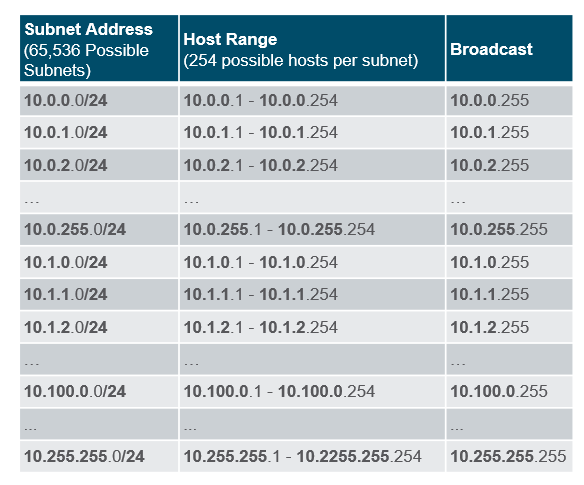 Subnet Address
(65,536 Possible
Subnets)
Host Range
(254 possible hosts per subnet)
Broadcast
10.0.0.0/24 10.0.0.1 - 10.0.0.254 10.0.0.255
10.0.1.0/24 10.0.1.1 - 10.0.1.254 10.0.1.255
10.0.2.0/24 10.0.2.1 - 10.0.2.254 10.0.2.255
... ... ...
10.0.255.0/24 10.0.255.1 - 10.0.255.254 10.0.255.255
10.1.0.0/24 10.1.0.1 - 10.1.0.254 10.1.0.255
10.1.1.0/24 10.1.1.1 - 10.1.1.254 10.1.1.255
10.1.2.0/24 10.1.2.1 - 10.1.2.254 10.1.2.255
... ... ...
10.100.0.0/24 10.100.0.1 - 10.100.0.254 10.100.0.255
... ... ...
10.255.255.0/24 10.255.255.1 - 10.2255.255.254 10.255.255.255